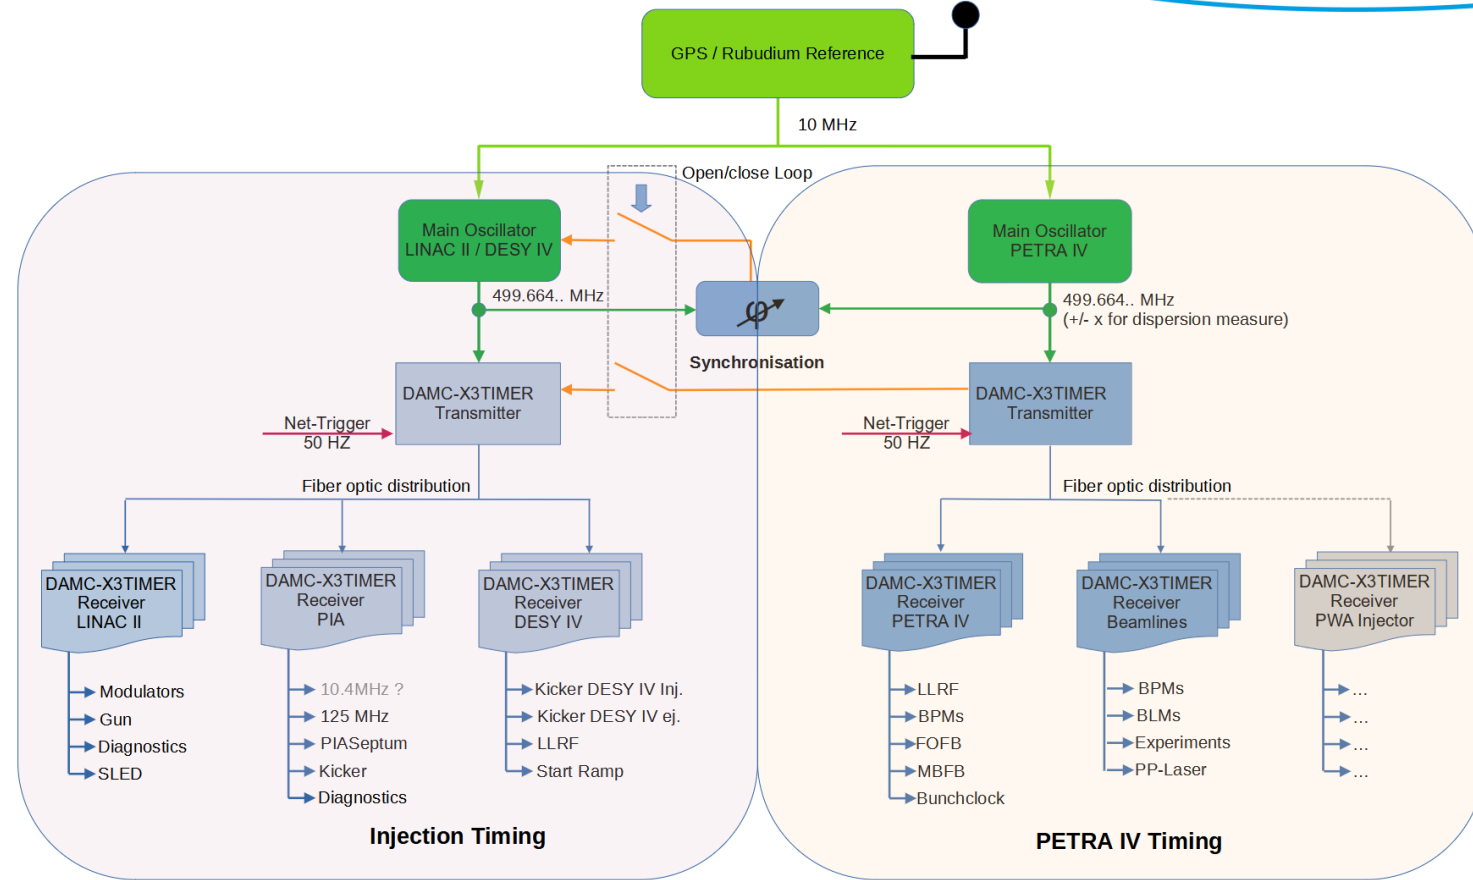 GPS / Rubudium Reference
10 MHz
Open/close Loop
Main Oscillator
LINAC II / DESY IV
Main Oscillator
PETRA IV
499.664.. MHz
φ
499.664.. MHz
(+/- x for dispersion measure)
Synchronisation
DAMC-X3TIMER
Transmitter
DAMC-X3TIMER
Transmitter
Net-Trigger
50 HZ
Net-Trigger
50 HZ
Fiber optic distribution
Fiber optic distribution
DAMC-X3TIMER
Receiver
LINAC II
DAMC-X3TIMER
Receiver
PIA
DAMC-X3TIMER
Receiver
DESY IV
DAMC-X3TIMER
Receiver
PETRA IV
DAMC-X3TIMER
Receiver
Beamlines
DAMC-X3TIMER
Receiver
PWA Injector
Modulators
Gun
Diagnostics
SLED
10.4MHz ?
125 MHz
PIASeptum
Kicker
Diagnostics
Kicker DESY IV Inj.
Kicker DESY IV ej.
LLRF
Start Ramp
LLRF
BPMs
FOFB
MBFB
Bunchclock
BPMs
BLMs
Experiments
PP-Laser
...
...
...
...
Injection Timing
PETRA IV Timing